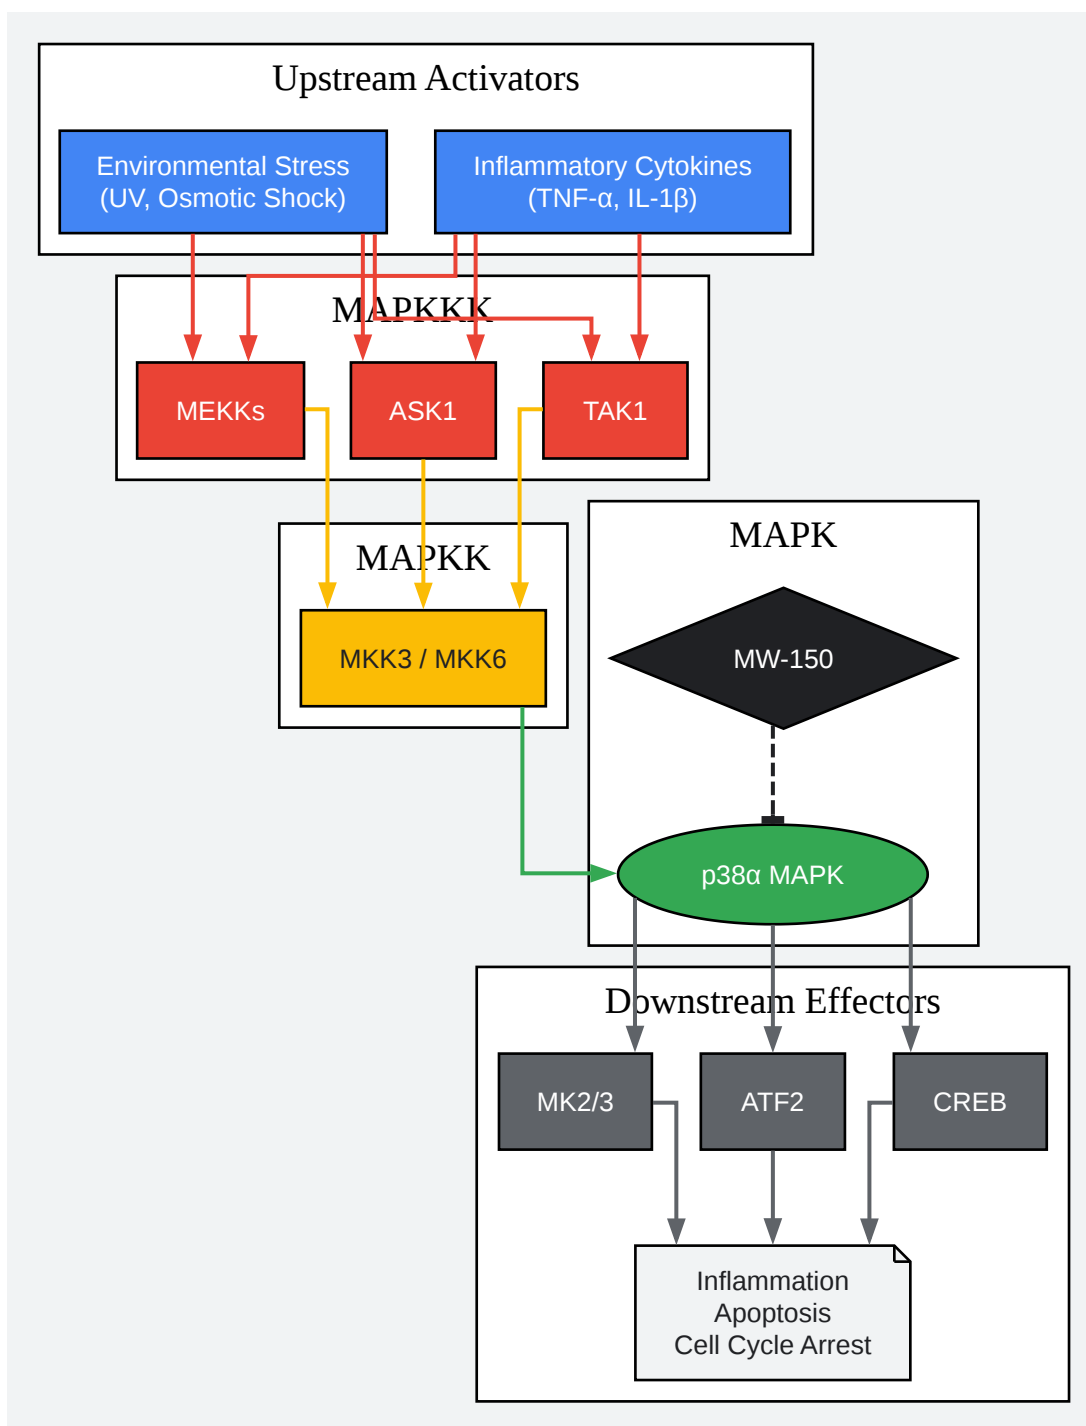 Upstream Activators
Environmental Stress
(UV, Osmotic Shock)
Inflammatory Cytokines
(TNF-α, IL-1β)
MAPKKK
MEKKs
ASK1
TAK1
MAPKK
MKK3 / MKK6
MAPK
MW-150
p38α MAPK
Downstream Effectors
MK2/3
ATF2
CREB
Inflammation
Apoptosis
Cell Cycle Arrest